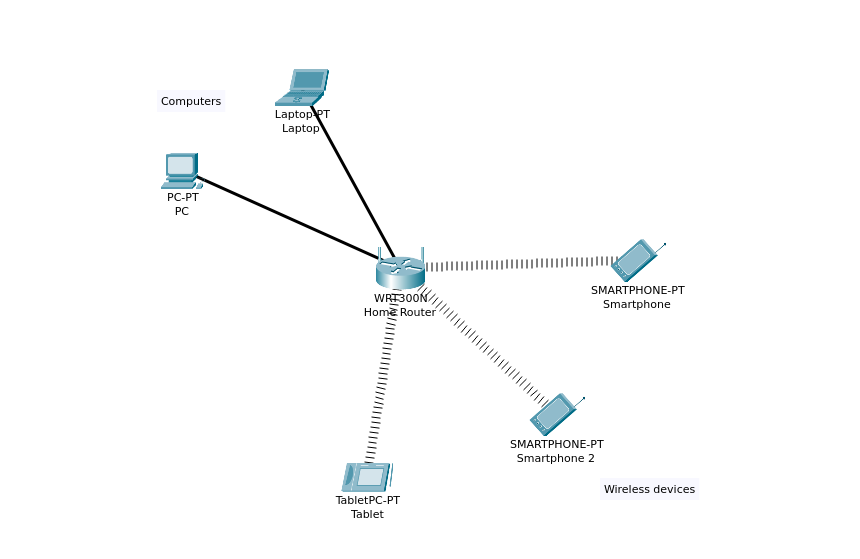 Computers
Laptop-PT
Laptop
PC-PT
PC
WRT300N
Home Router
SMARTPHONE-PT
Smartphone
SMARTPHONE-PT
Smartphone 2
Wireless devices
TabletPC-PT
Tablet